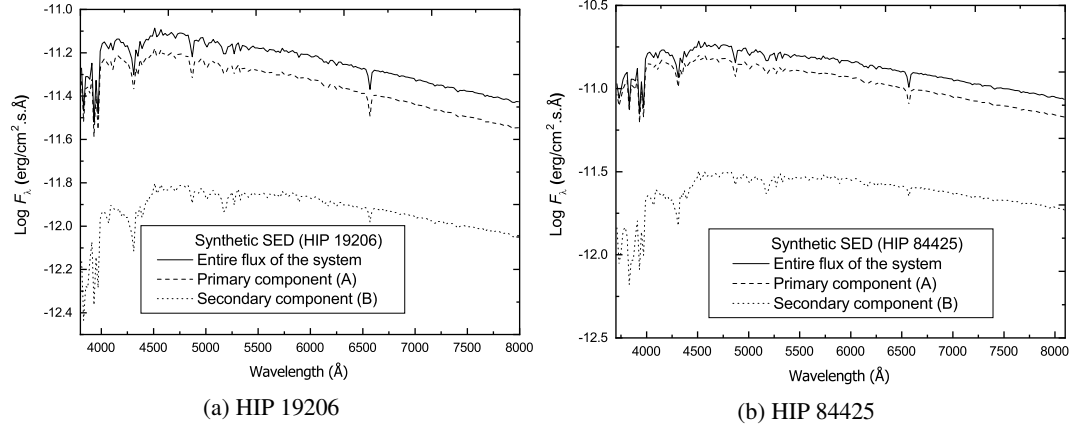 -11.0
-11.2
-11.4
-11.6
-11.8
-12.0
-12.2
-12.4
Log Fλ (erg/cm².s.Å)
Synthetic SED (HIP 19206)
Entire flux of the system
Primary component (A)
Secondary component (B)
4000 4500 5000 5500 6000 6500 7000 7500 8000
Wavelength (Å)
(a) HIP 19206
-10.5
-11.0
-11.5
-12.0
-12.5
Log Fλ (erg/cm².s.Å)
Synthetic SED (HIP 84425)
Entire flux of the system
Primary component (A)
Secondary component (B)
4000 4500 5000 5500 6000 6500 7000 7500 8000
Wavelength (Å)
(b) HIP 84425